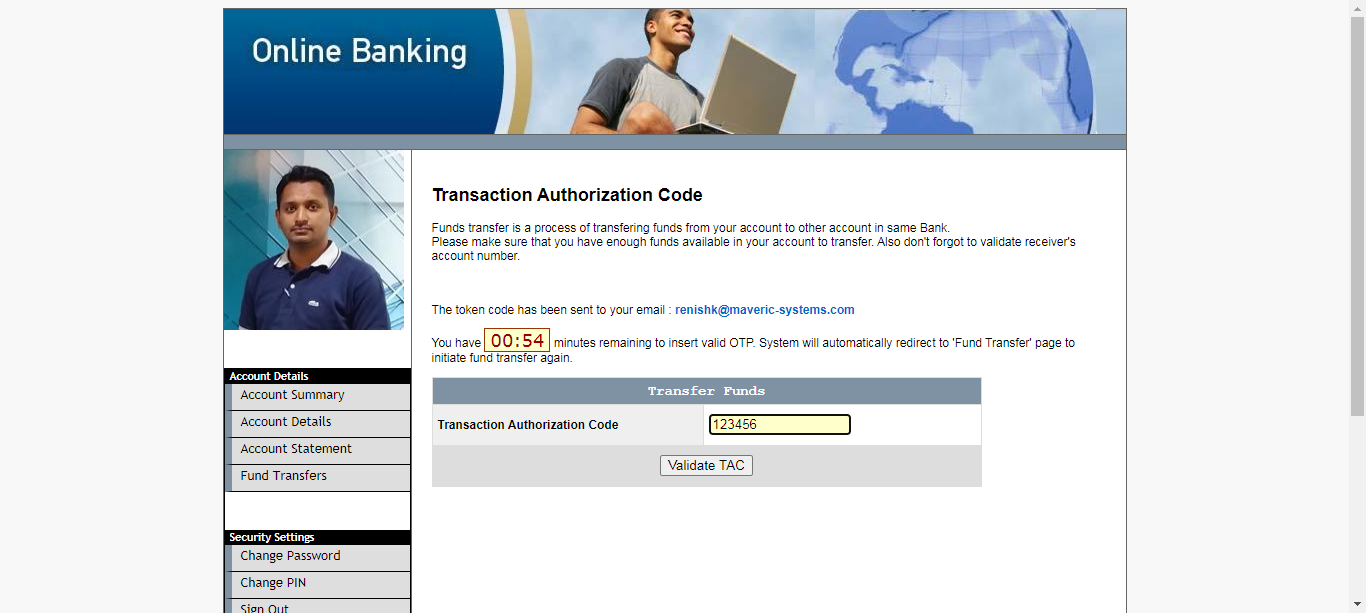 Online Banking
Transaction Authorization Code
Funds transfer is a process of transfering funds from your account to other account in same Bank.
Please make sure that you have enough funds available in your account to transfer. Also don't forgot to validate receiver's
account number.
The token code has been sent to your email : renishk@maveric-systems.com
You have 00:54 minutes remaining to insert valid OTP. System will automatically redirect to 'Fund Transfer' page to
initiate fund transfer again.
Transfer Funds
Transaction Authorization Code 123456
Validate TAC
Account Details
Account Summary
Account Details
Account Statement
Fund Transfers
Security Settings
Change Password
Change PIN
Sign Out